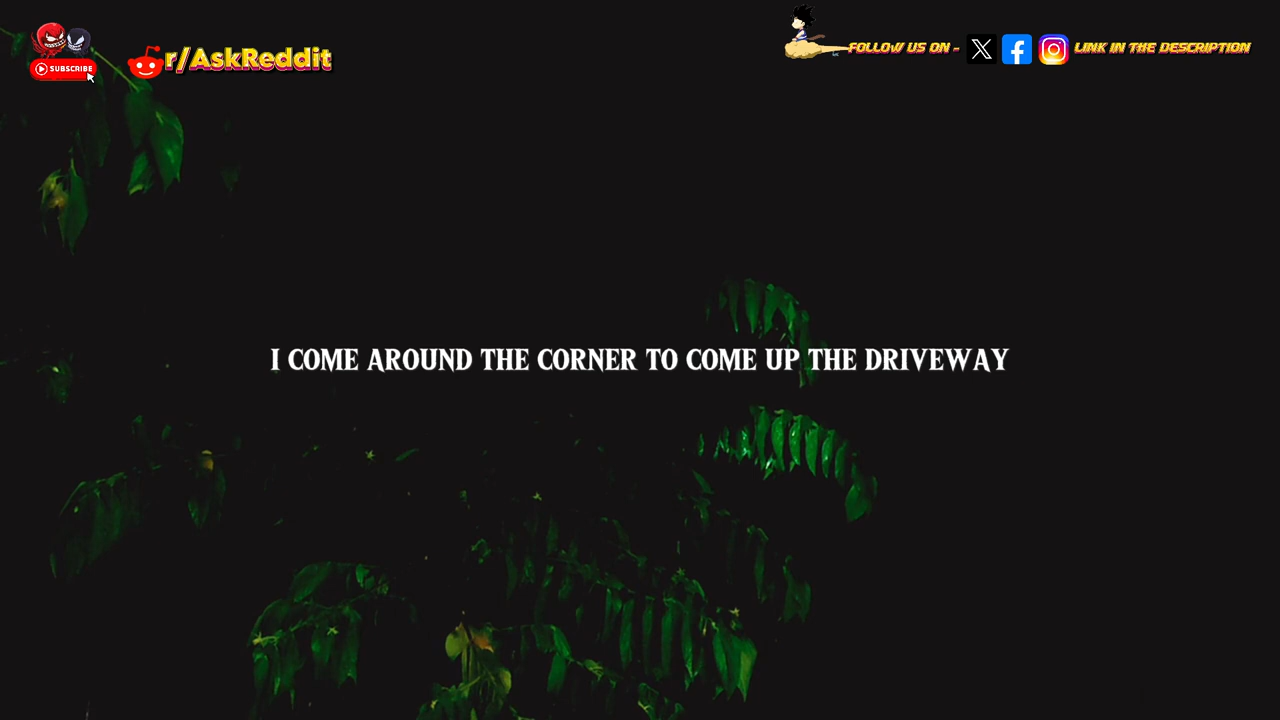 SUBSCRIBE
r/AskReddit
FOLLOW US ON -
LINK IN THE DESCRIPTION
I COME AROUND THE CORNER TO COME UP THE DRIVEWAY